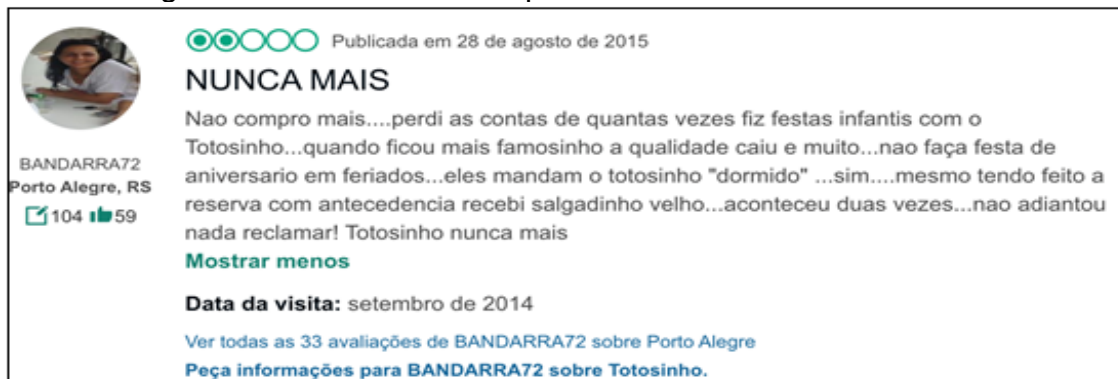 Publicada em 28 de agosto de 2015
NUNCA MAIS
Nao compro mais....perdi as contas de quantas vezes fiz festas infantis com o
Totosinho...quando ficou mais famosinho a qualidade caiu e muito...nao faça festa de
aniversario em feriados...eles mandam o totosinho "dormido" ...sim....mesmo tendo feito a
reserva com antecedencia recebi salgadinho velho...aconteceu duas vezes...nao adiantou
nada reclamar! Totosinho nunca mais
Mostrar menos
Data da visita: setembro de 2014
Ver todas as 33 avaliações de BANDARRA72 sobre Porto Alegre
Peça informações para BANDARRA72 sobre Totosinho.
BANDARRA72
Porto Alegre, RS
104 59